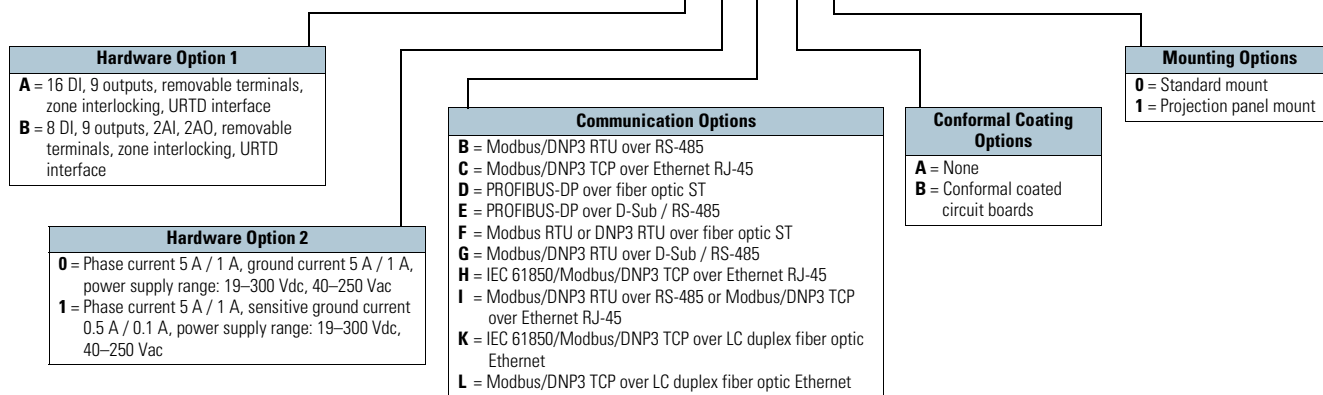 Hardware Option 1
A = 16 DI, 9 outputs, removable terminals,
zone interlocking, URTD interface
B = 8 DI, 9 outputs, 2AI, 2AO, removable
terminals, zone interlocking, URTD
interface
Hardware Option 2
0 = Phase current 5 A / 1 A, ground current 5 A / 1 A,
power supply range: 19–300 Vdc, 40–250 Vac
1 = Phase current 5 A / 1 A, sensitive ground current
0.5 A / 0.1 A, power supply range: 19–300 Vdc,
40–250 Vac
Communication Options
B = Modbus/DNP3 RTU over RS-485
C = Modbus/DNP3 TCP over Ethernet RJ-45
D = PROFIBUS-DP over fiber optic ST
E = PROFIBUS-DP over D-Sub / RS-485
F = Modbus RTU or DNP3 RTU over fiber optic ST
G = Modbus/DNP3 RTU over D-Sub / RS-485
H = IEC 61850/Modbus/DNP3 TCP over Ethernet RJ-45
I = Modbus/DNP3 RTU over RS-485 or Modbus/DNP3 TCP
over Ethernet RJ-45
K = IEC 61850/Modbus/DNP3 TCP over LC duplex fiber optic
Ethernet
L = Modbus/DNP3 TCP over LC duplex fiber optic Ethernet
Conformal Coating
Options
A = None
B = Conformal coated
circuit boards
Mounting Options
0 = Standard mount
1 = Projection panel mount